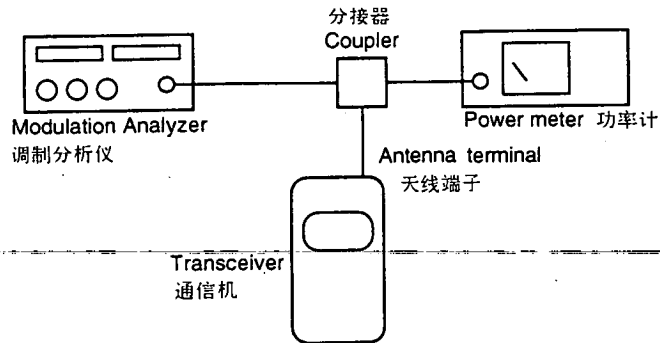 分接器
Coupler
Modulation Analyzer
调制分析仪
Power meter 功率计
Antenna terminal
天线端子
Transceiver
通信机